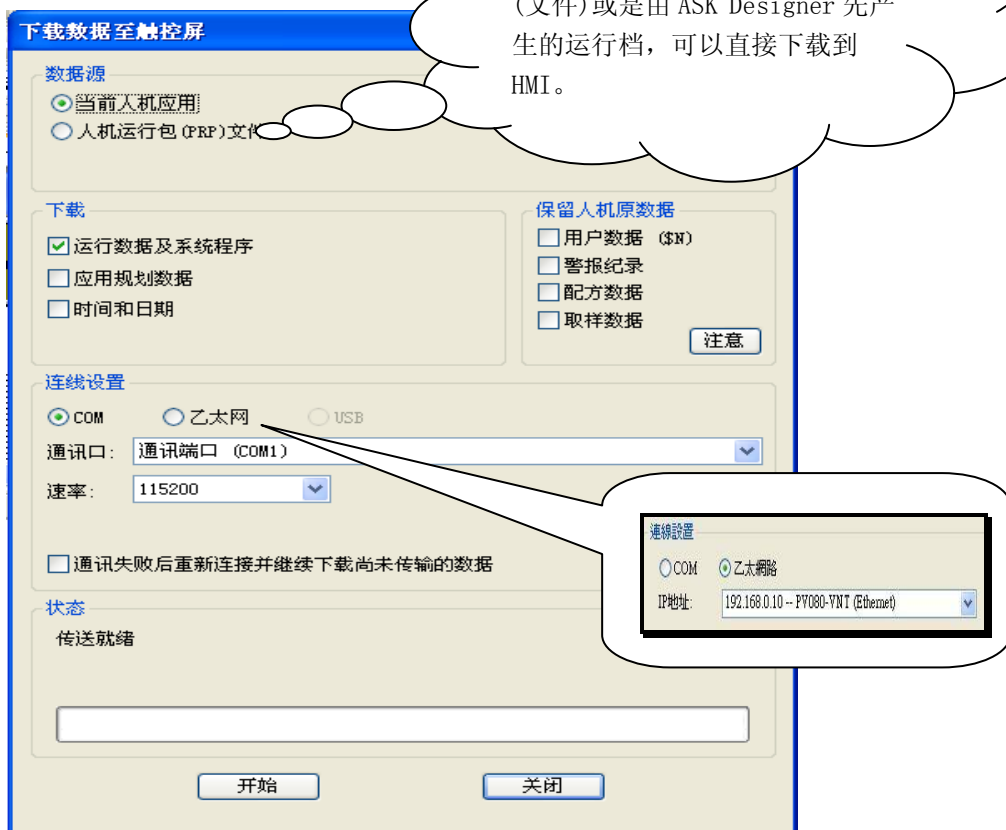 (文件)或是由 ASK Designer 先产
生的运行档，可以直接下载到
HMI。
下载数据至触控屏
数据源
当前人机应用
人机运行包(PRP)文件
下载
运行数据及系统程序
应用规划数据
时间和日期
保留人机原数据
用户数据 ($N)
警报纪录
配方数据
取样数据
注意
连线设置
COM 乙太网 USB
通讯口: 通讯端口 (COM1)
速率: 115200
通讯失败后重新连接并继续下载尚未传输的数据
連線設置
COM 乙太網路
IP地址: 192.168.0.10 -- PV080-VNT (Ethernet)
状态
传送就绪
开始 关闭